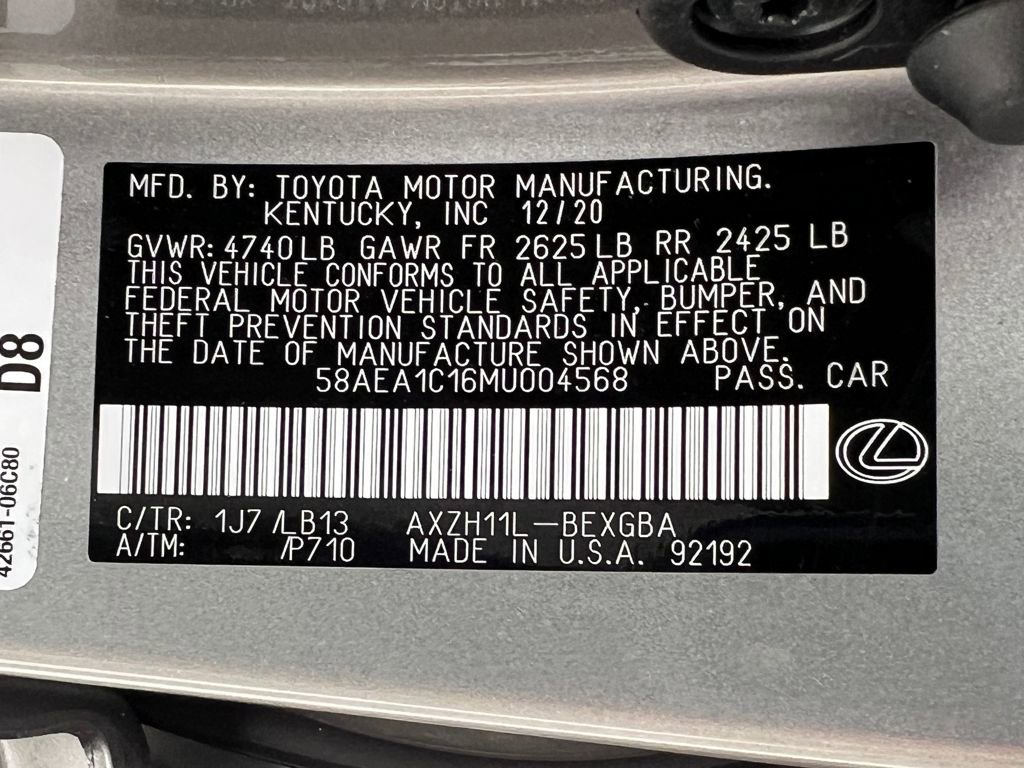 MFD. BY: TOYOTA MOTOR MANUFACTURING.
KENTUCKY, INC 12/20
GVWR: 4740LB GAWR FR 2625LB RR 2425 LB
THIS VEHICLE CONFORMS TO ALL APPLICABLE
FEDERAL MOTOR VEHICLE SAFETY, BUMPER, AND
THEFT PREVENTION STANDARDS IN EFFECT ON
THE DATE OF MANUFACTURE SHOWN ABOVE.
58AEA1C16MU004568 PASS. CAR
C/TR: 1J7 /LB13 AXZH11L-BEXGBA
A/TM: /P710 MADE IN U.S.A. 92192
D8
42661-06C80